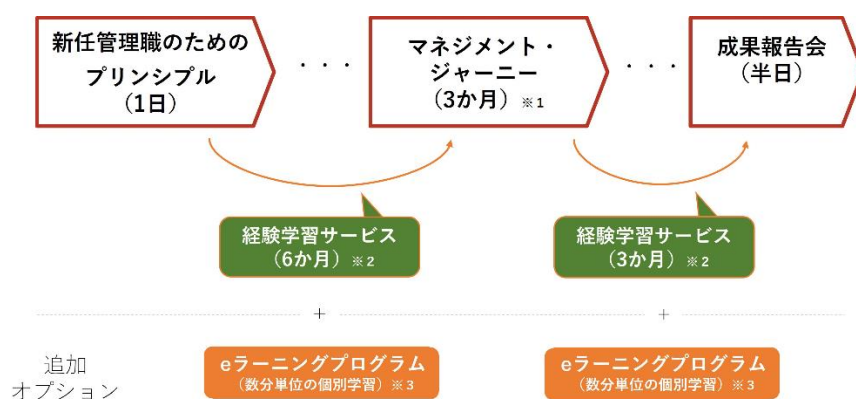 新任管理職のための
プリンシプル
（1日）
・・・
マネジメント・
ジャーニー
（3か月）※1
・・・
成果報告会
（半日）
経験学習サービス
（6か月）※2
経験学習サービス
（3か月）※2
+
+
追加
オプション
eラーニングプログラム
（数分単位の個別学習）※3
eラーニングプログラム
（数分単位の個別学習）※3